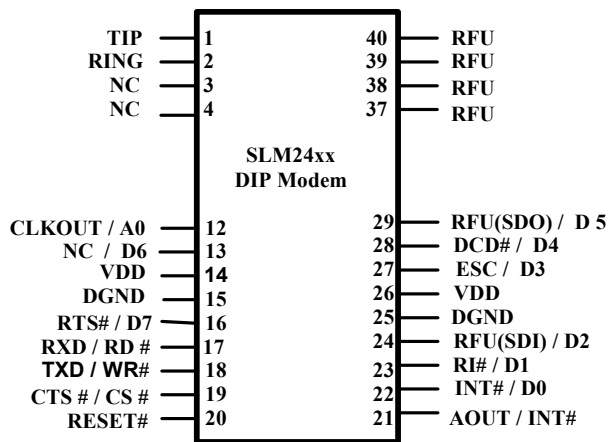 TIP 1 40 RFU
RING 2 39 RFU
NC 3 38 RFU
NC 4 37 RFU
SLM24xx
DIP Modem
CLKOUT / A0 12 29 RFU(SDO) / D 5
NC / D6 13 28 DCD# / D4
VDD 14 27 ESC / D3
DGND 15 26 VDD
RTS# / D7 16 25 DGND
RXD / RD # 17 24 RFU(SDI) / D2
TXD / WR# 18 23 RI# / D1
CTS # / CS # 19 22 INT# / D0
RESET# 20 21 AOUT / INT#